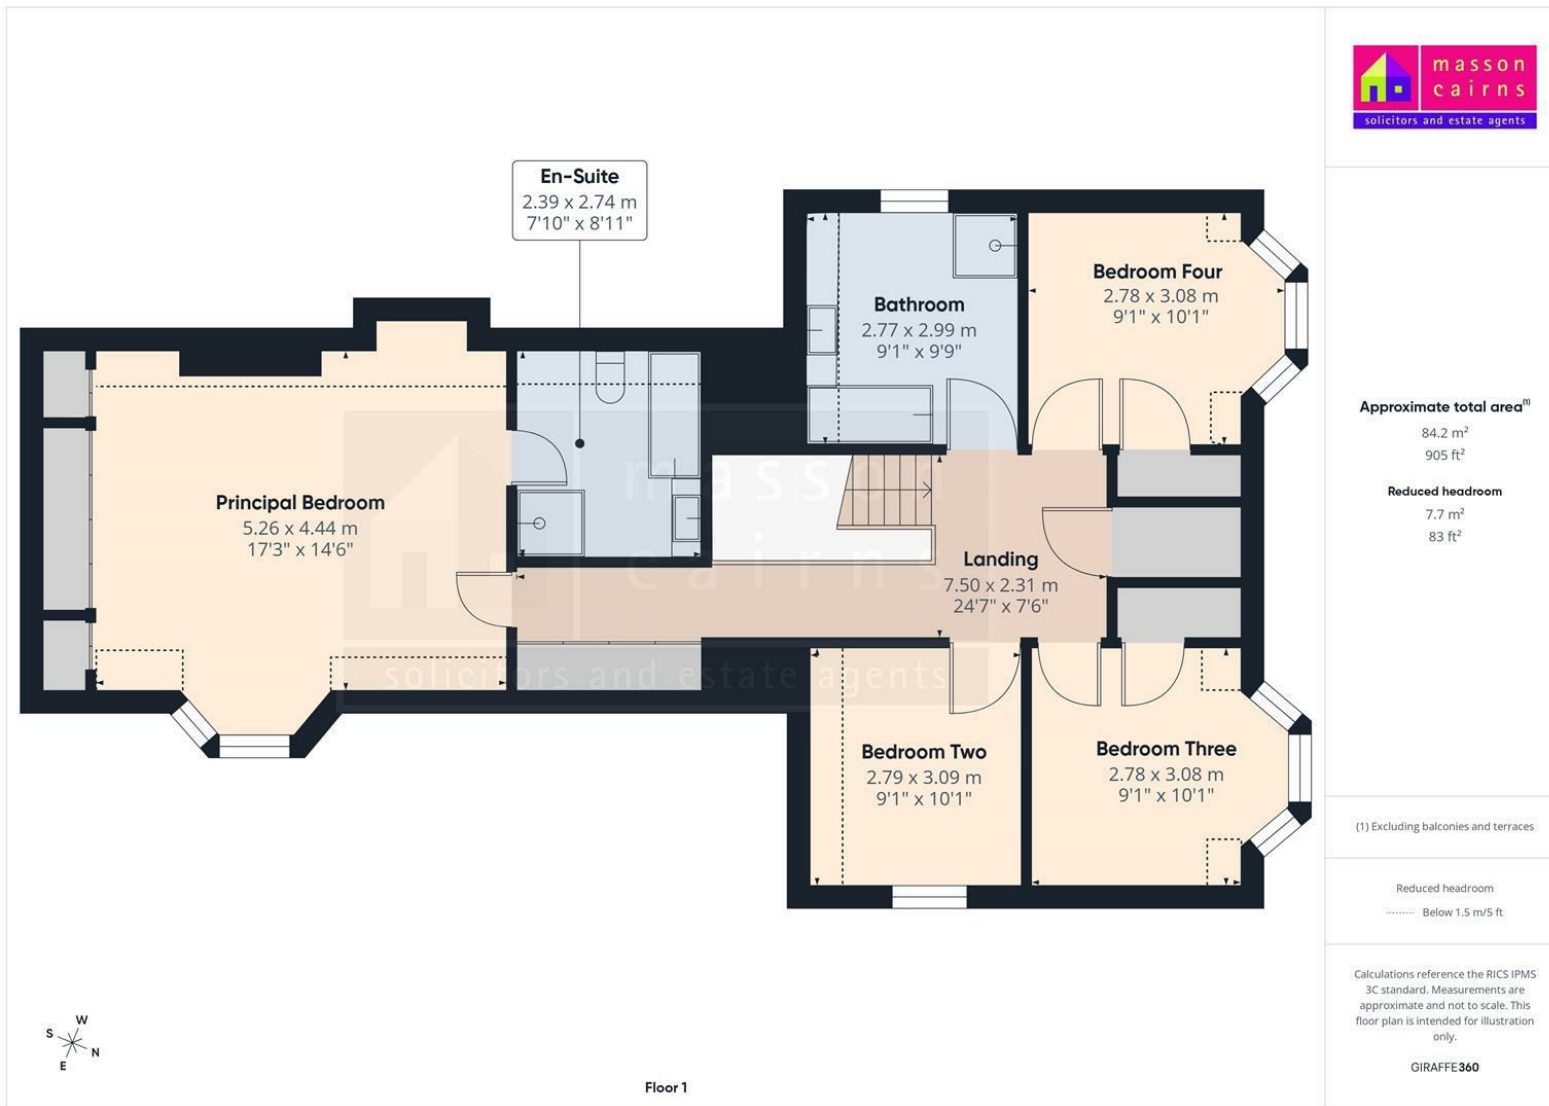 masson
cairns
solicitors and estate agents
En-Suite
2.39 x 2.74 m
7'10" x 8'11"
Bathroom
2.77 x 2.99 m
9'1" x 9'9"
Bedroom Four
2.78 x 3.08 m
9'1" x 10'1"
Principal Bedroom
5.26 x 4.44 m
17'3" x 14'6"
Landing
7.50 x 2.31 m
24'7" x 7'6"
Bedroom Two
2.79 x 3.09 m
9'1" x 10'1"
Bedroom Three
2.78 x 3.08 m
9'1" x 10'1"
masson
cairns
solicitors and estate agents
Approximate total area(1)
84.2 m²
905 ft²
Reduced headroom
7.7 m²
83 ft²
(1) Excluding balconies and terraces
Reduced headroom
Below 1.5 m/5 ft
Calculations reference the RICS IPMS
3C standard. Measurements are
approximate and not to scale. This
floor plan is intended for illustration
only.
GIRAFFE360
W
S
N
E
Floor 1